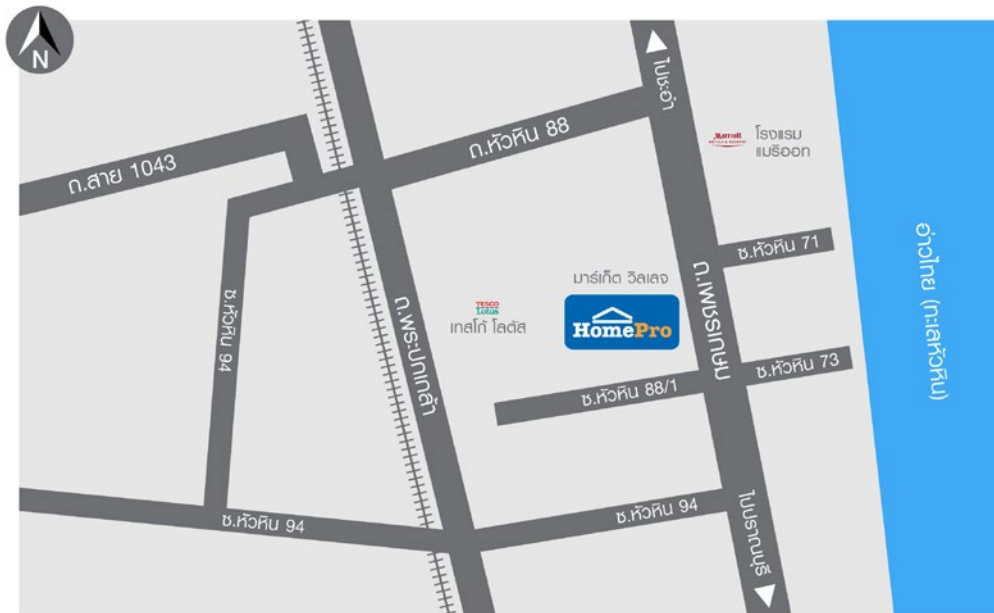 N
ไปชะอำ
ถ.หัวหิน 88
Marriott
โรงแรม
แมริออท
ถ.สาย 1043
ซ.หัวหิน 71
อ่าวไทย (ทะเลหัวหิน)
มาร์เก็ต วิลเลจ
HomePro
TESCO
Lotus
เทสโก้ โลตัส
ถ.เพชรเกษม
ถ.พระปกเกล้า
ซ.หัวหิน 94
ซ.หัวหิน 73
ซ.หัวหิน 88/1
ซ.หัวหิน 94
ซ.หัวหิน 94
ไปปราณบุรี